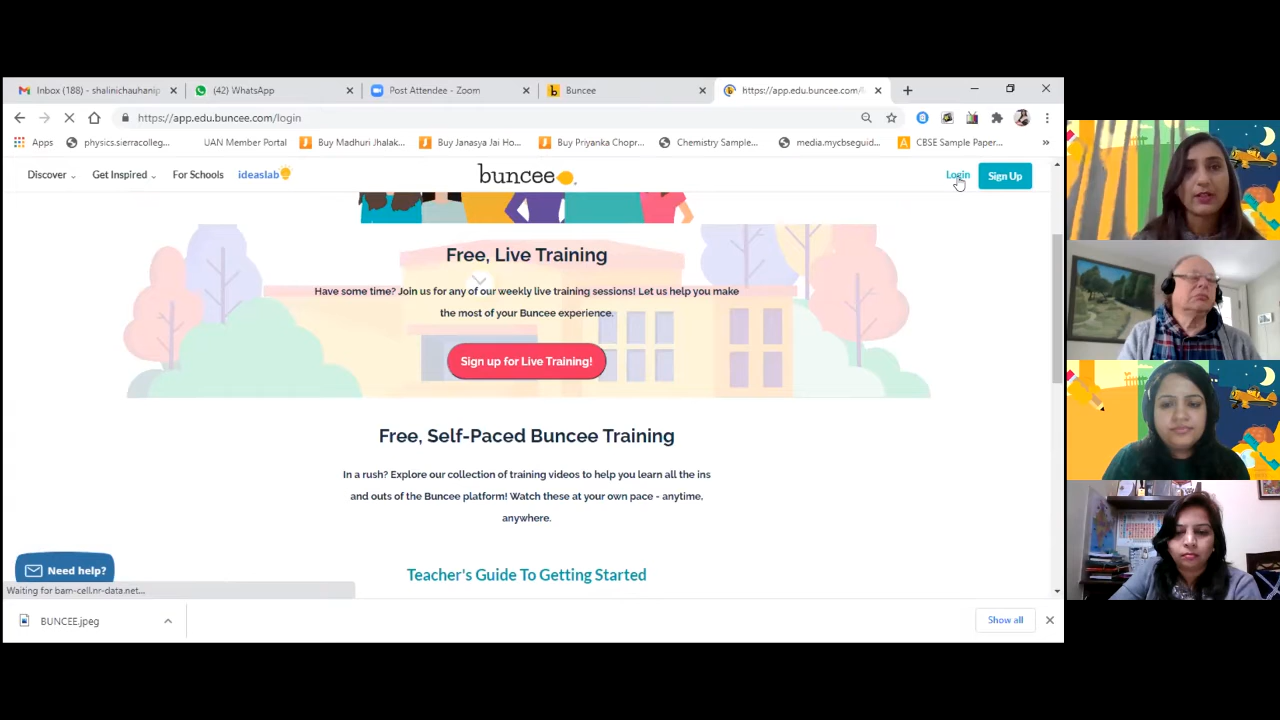 Inbox (188) - shalinichauhanip
(42) WhatsApp
Post Attendee - Zoom
Buncee
https://app.edu.buncee.com/
https://app.edu.buncee.com/login
Apps
physics.sierracolleg...
UAN Member Portal
Buy Madhuri Jhalak...
Buy Janasya Jai Ho...
Buy Priyanka Chopr...
Chemistry Sample...
media.mycbseguid...
CBSE Sample Paper...
Discover
Get Inspired
For Schools
ideaslab
buncee
Login
Sign Up
Free, Live Training
Have some time? Join us for any of our weekly live training sessions! Let us help you make
the most of your Buncee experience.
Sign up for Live Training!
Free, Self-Paced Buncee Training
In a rush? Explore our collection of training videos to help you learn all the ins
and outs of the Buncee platform! Watch these at your own pace - anytime,
anywhere.
Teacher's Guide To Getting Started
Need help?
Waiting for bam-cell.nr-data.net...
BUNCEE.jpeg
Show all